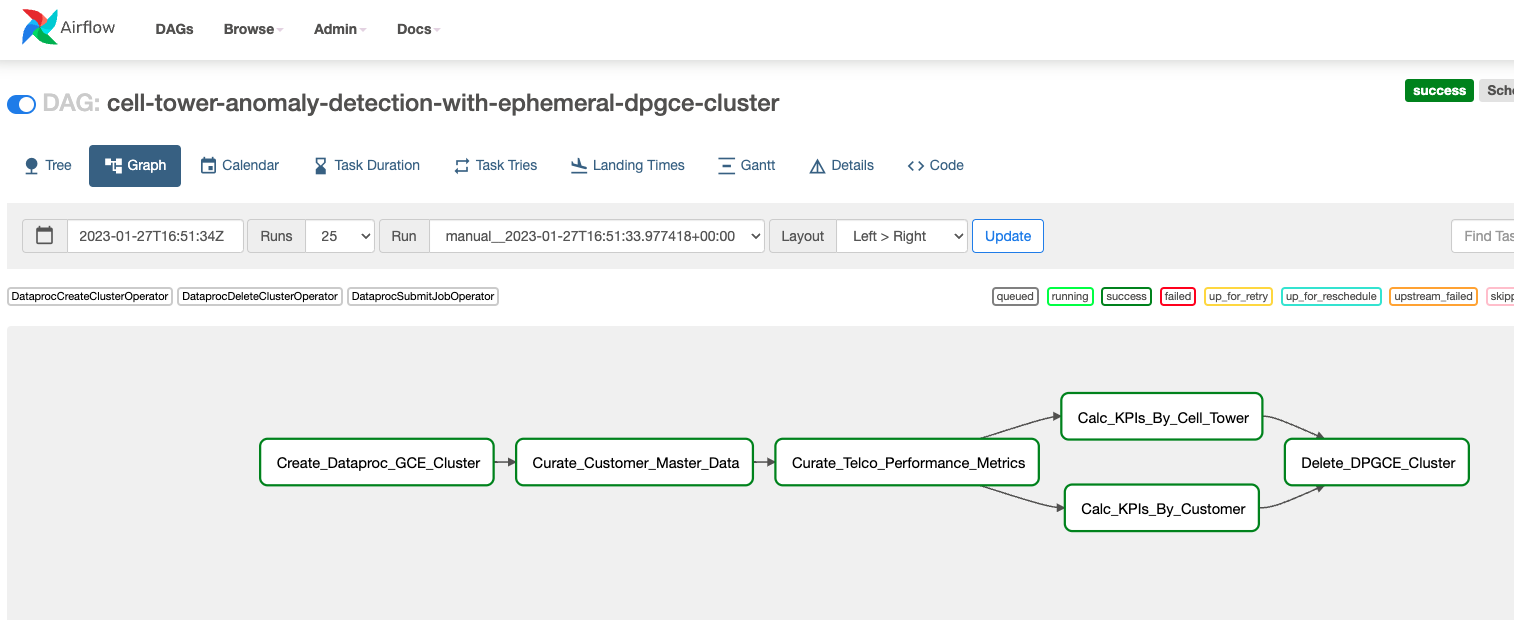 Airflow DAGs Browse Admin Docs
DAG: cell-tower-anomaly-detection-with-ephemeral-dpgce-cluster success Sche
Tree Graph Calendar Task Duration Task Tries Landing Times Gantt Details Code
2023-01-27T16:51:34Z Runs 25 Run manual__2023-01-27T16:51:33.977418+00:00 Layout Left > Right Update Find Tas
DataprocCreateClusterOperator DataprocDeleteClusterOperator DataprocSubmitJobOperator queued running success failed up_for_retry up_for_reschedule upstream_failed skipp
Calc_KPIs_By_Cell_Tower
Create_Dataproc_GCE_Cluster Curate_Customer_Master_Data Curate_Telco_Performance_Metrics Delete_DPGCE_Cluster
Calc_KPIs_By_Customer